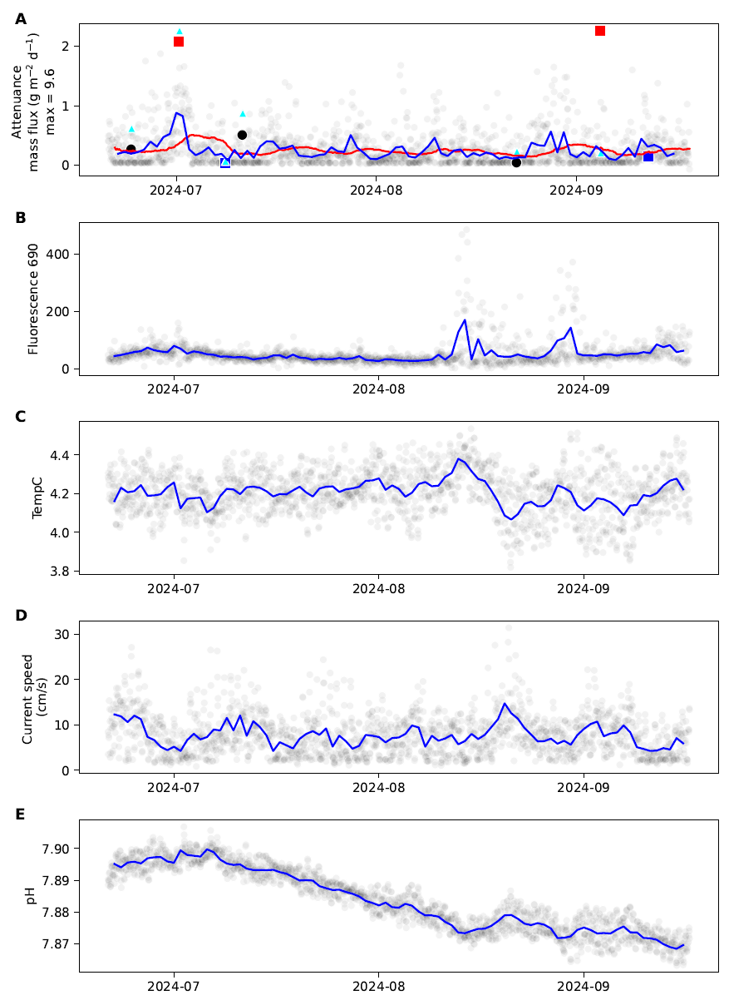 A
Attenuance
mass flux (g m⁻² d⁻¹)
max = 9.6
2
1
0
2024-07
2024-08
2024-09
B
Fluorescence 690
400
200
0
2024-07
2024-08
2024-09
C
TempC
4.4
4.2
4.0
3.8
2024-07
2024-08
2024-09
D
Current speed
(cm/s)
30
20
10
0
2024-07
2024-08
2024-09
E
pH
7.90
7.89
7.88
7.87
2024-07
2024-08
2024-09